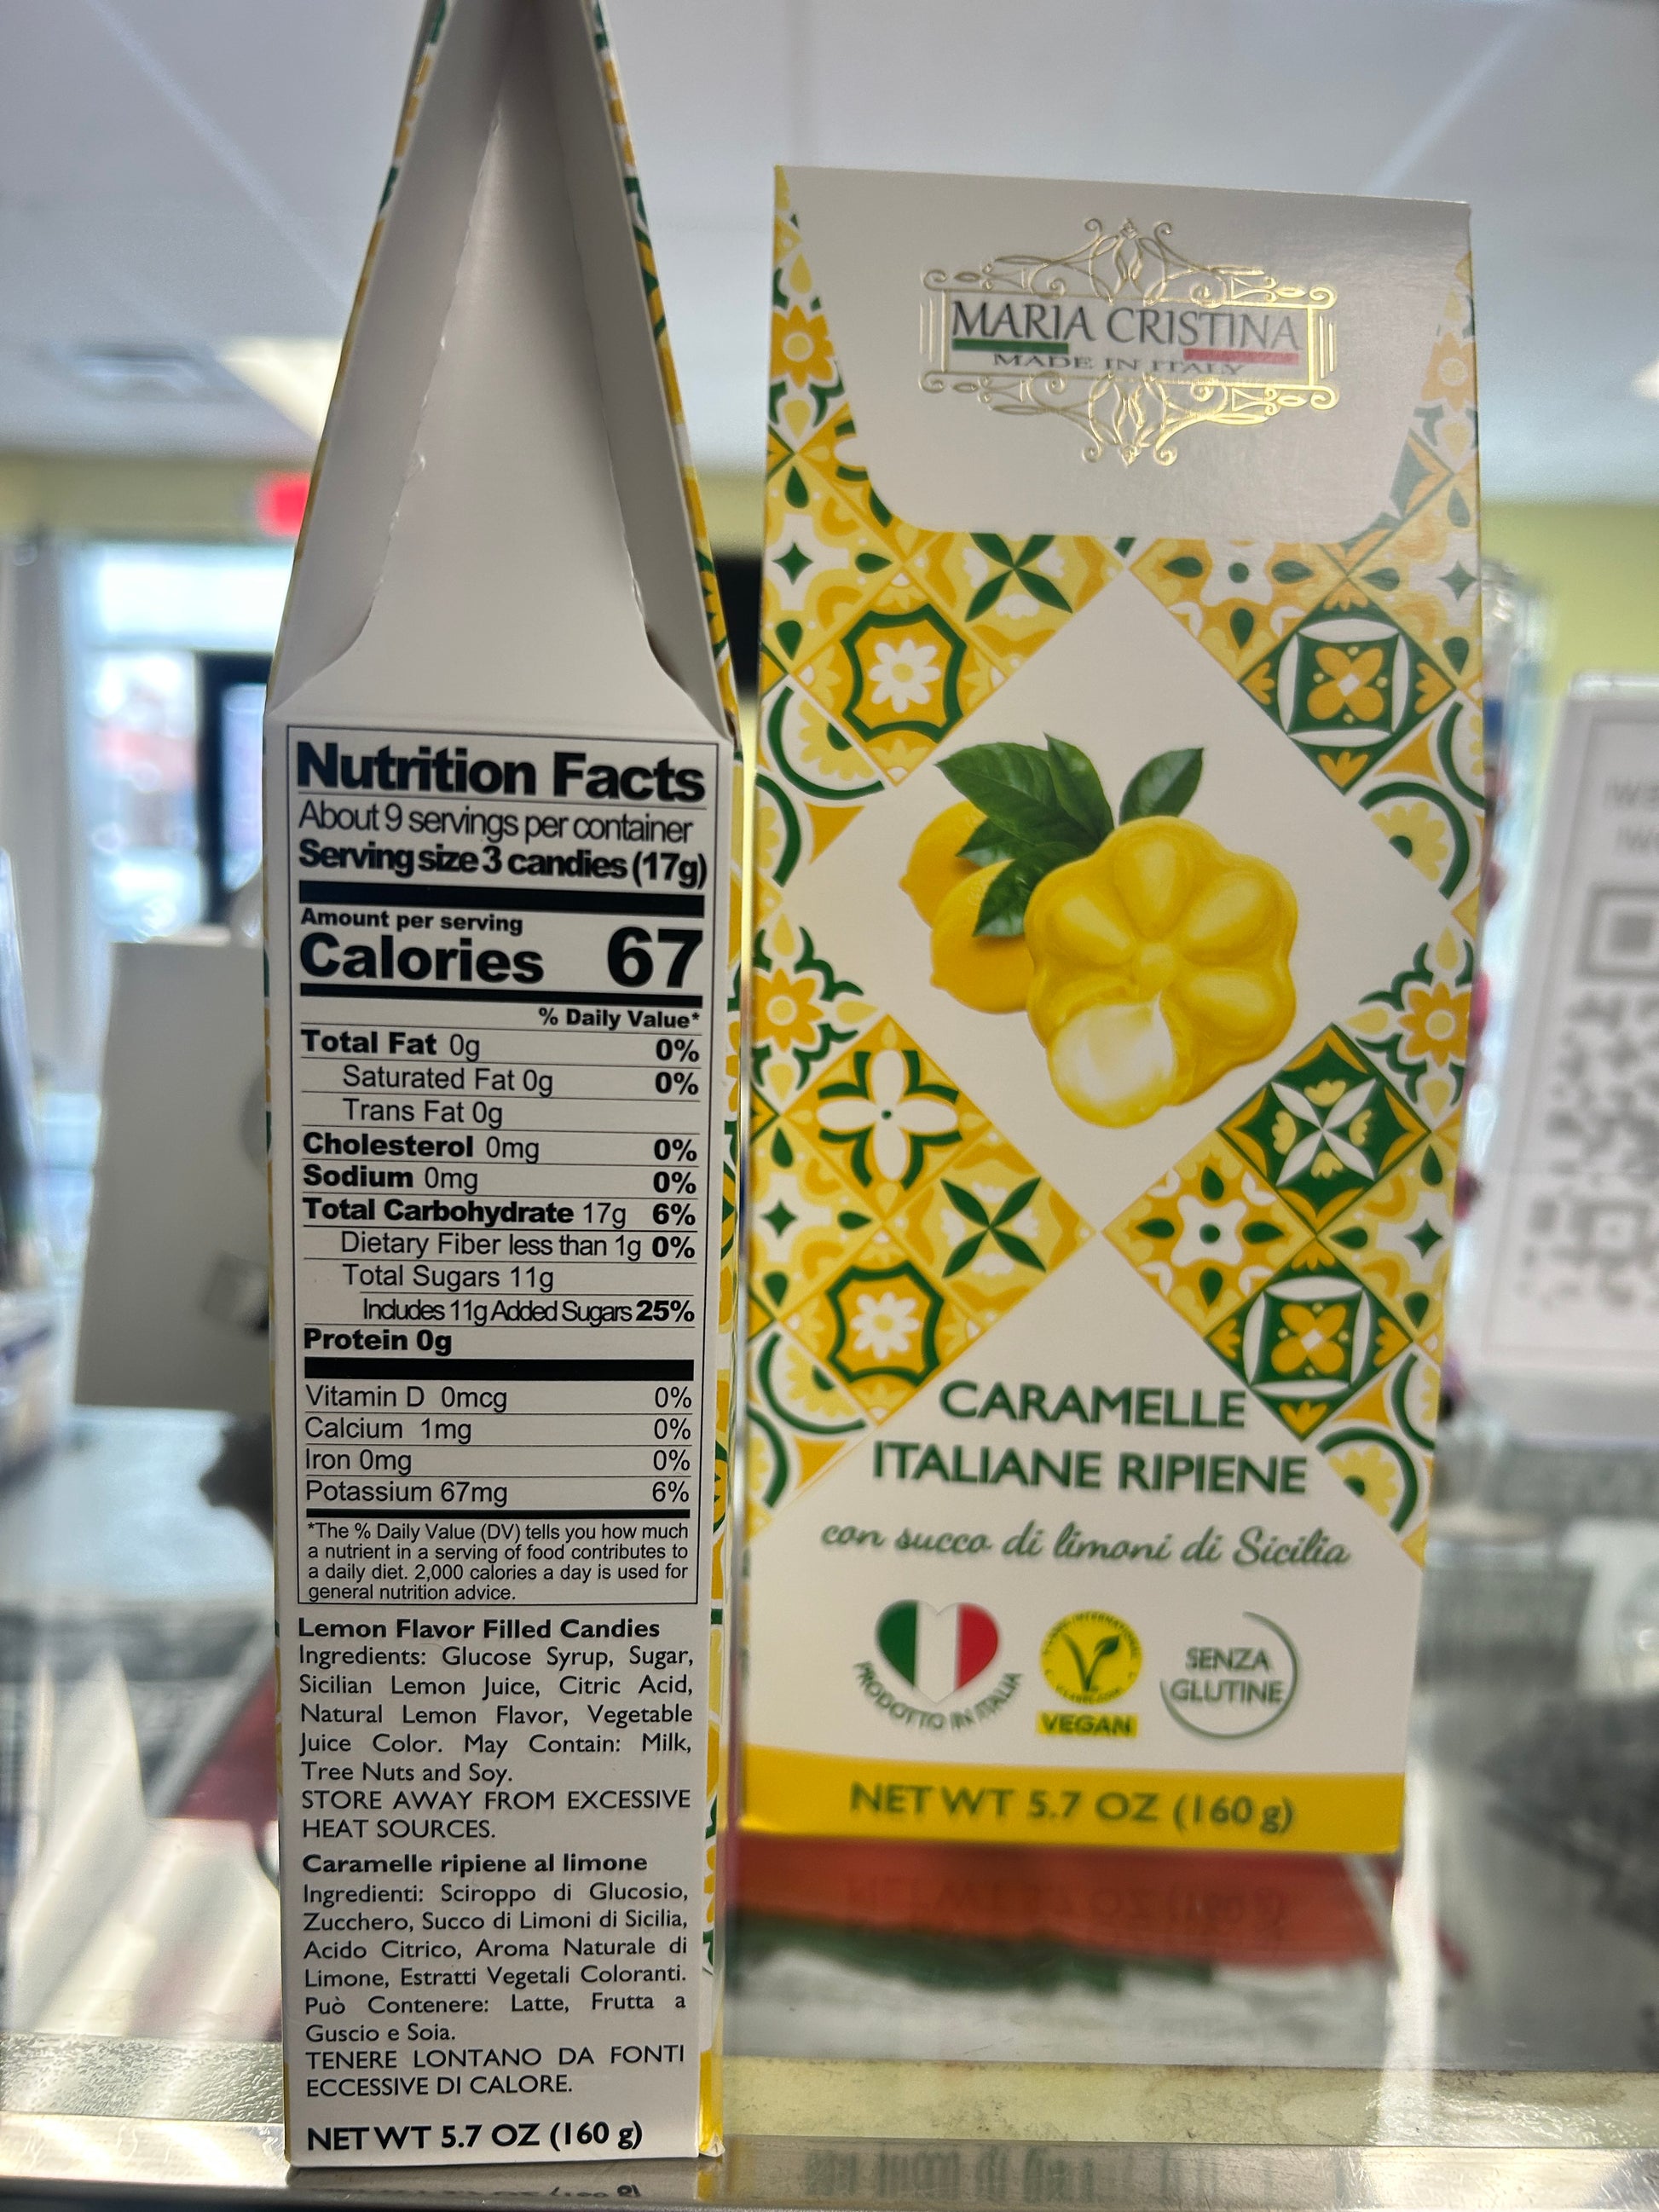 Nutrition Facts
About 9 servings per container
Serving size 3 candies (17g)
Amount per serving
Calories 67
% Daily Value*
Total Fat 0g 0%
Saturated Fat 0g 0%
Trans Fat 0g
Cholesterol 0mg 0%
Sodium 0mg 0%
Total Carbohydrate 17g 6%
Dietary Fiber less than 1g 0%
Total Sugars 11g
Includes 11g Added Sugars 25%
Protein 0g
Vitamin D 0mcg 0%
Calcium 1mg 0%
Iron 0mg 0%
Potassium 67mg 6%
*The % Daily Value (DV) tells you how much
a nutrient in a serving of food contributes to
a daily diet. 2,000 calories a day is used for
general nutrition advice.
Lemon Flavor Filled Candies
Ingredients: Glucose Syrup, Sugar,
Sicilian Lemon Juice, Citric Acid,
Natural Lemon Flavor, Vegetable
Juice Color. May Contain: Milk,
Tree Nuts and Soy.
STORE AWAY FROM EXCESSIVE
HEAT SOURCES.
Caramelle ripiene al limone
Ingredienti: Sciroppo di Glucosio,
Zucchero, Succo di Limoni di Sicilia,
Acido Citrico, Aroma Naturale di
Limone, Estratti Vegetali Coloranti.
Può Contenere: Latte, Frutta a
Guscio e Soia.
TENERE LONTANO DA FONTI
ECCESSIVE DI CALORE.
NET WT 5.7 OZ (160 g)
MARIA CRISTINA
MADE IN ITALY
CARAMELLE
ITALIANE RIPIENE
con succo di limoni di Sicilia
PRODOTTO IN ITALIA
VEGAN
SENZA
GLUTINE
NET WT 5.7 OZ (160 g)